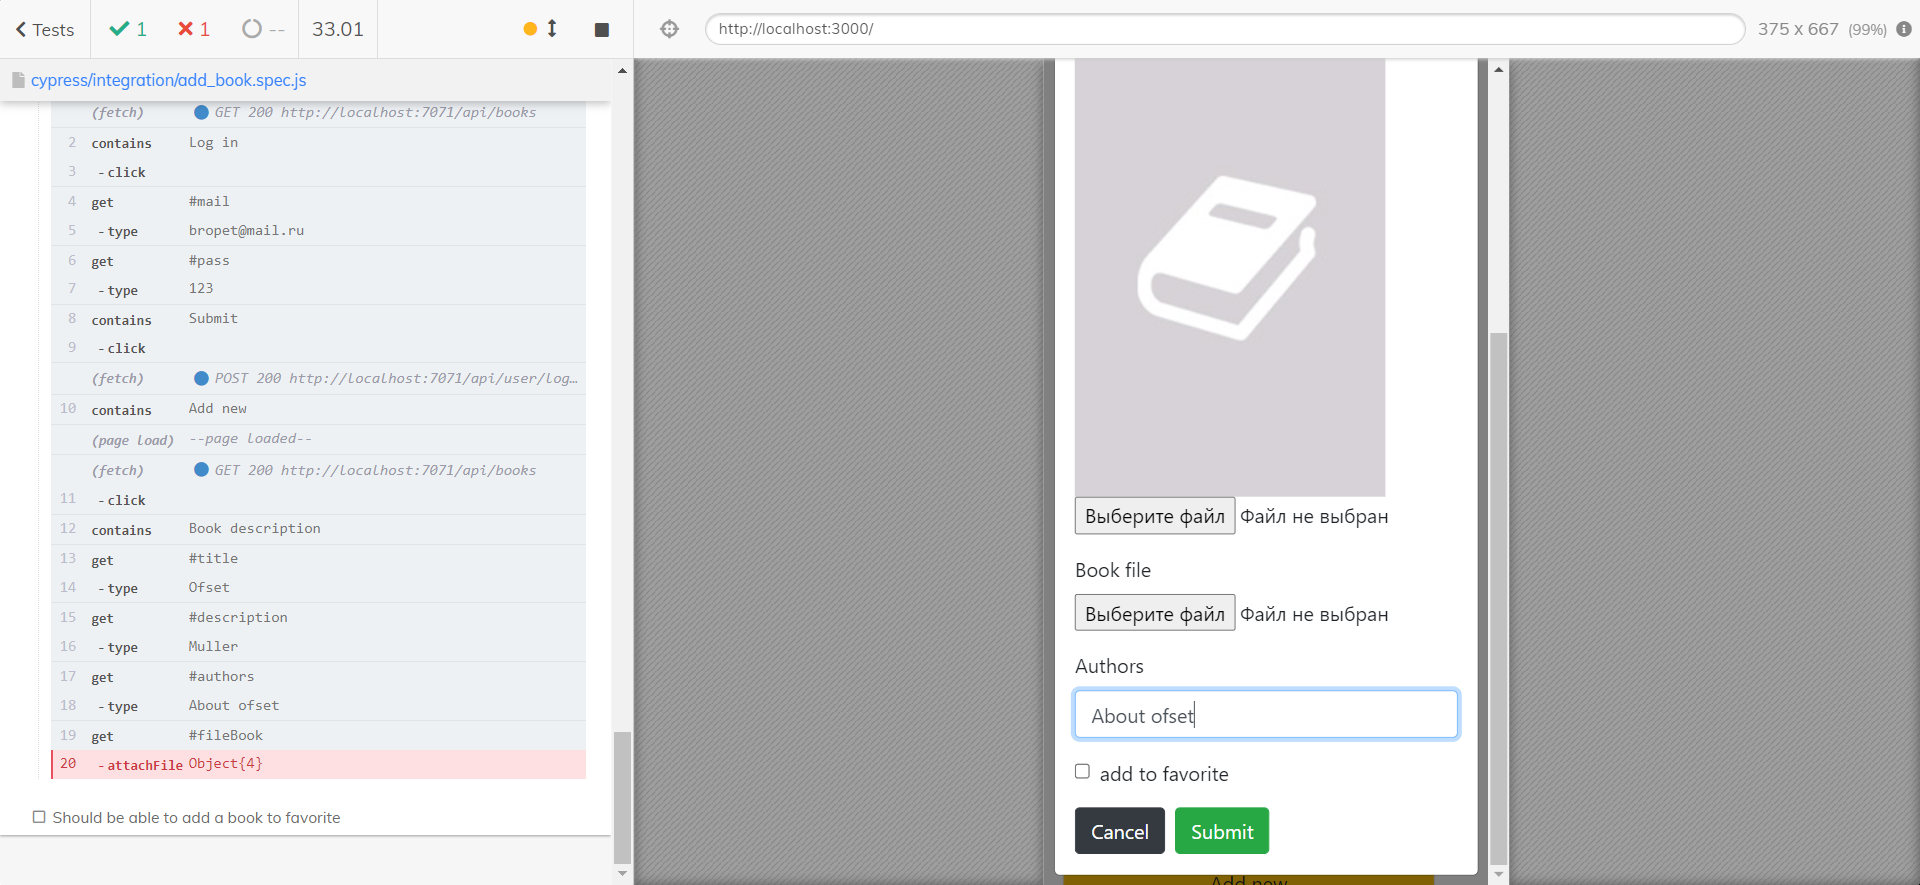 Tests 1 1 -- 33.01
http://localhost:3000/ 375 x 667 (99%)
cypress/integration/add_book.spec.js
(fetch) GET 200 http://localhost:7071/api/books
2 contains Log in
3 -click
4 get #mail
5 -type bropet@mail.ru
6 get #pass
7 -type 123
8 contains Submit
9 -click
(fetch) POST 200 http://localhost:7071/api/user/log…
10 contains Add new
(page load) --page loaded--
(fetch) GET 200 http://localhost:7071/api/books
11 -click
12 contains Book description
13 get #title
14 -type Ofset
15 get #description
16 -type Muller
17 get #authors
18 -type About ofset
19 get #fileBook
20 -attachFile Object{4}
Should be able to add a book to favorite
Выберите файл Файл не выбран
Book file
Выберите файл Файл не выбран
Authors
About ofset
add to favorite
Cancel Submit
Add new